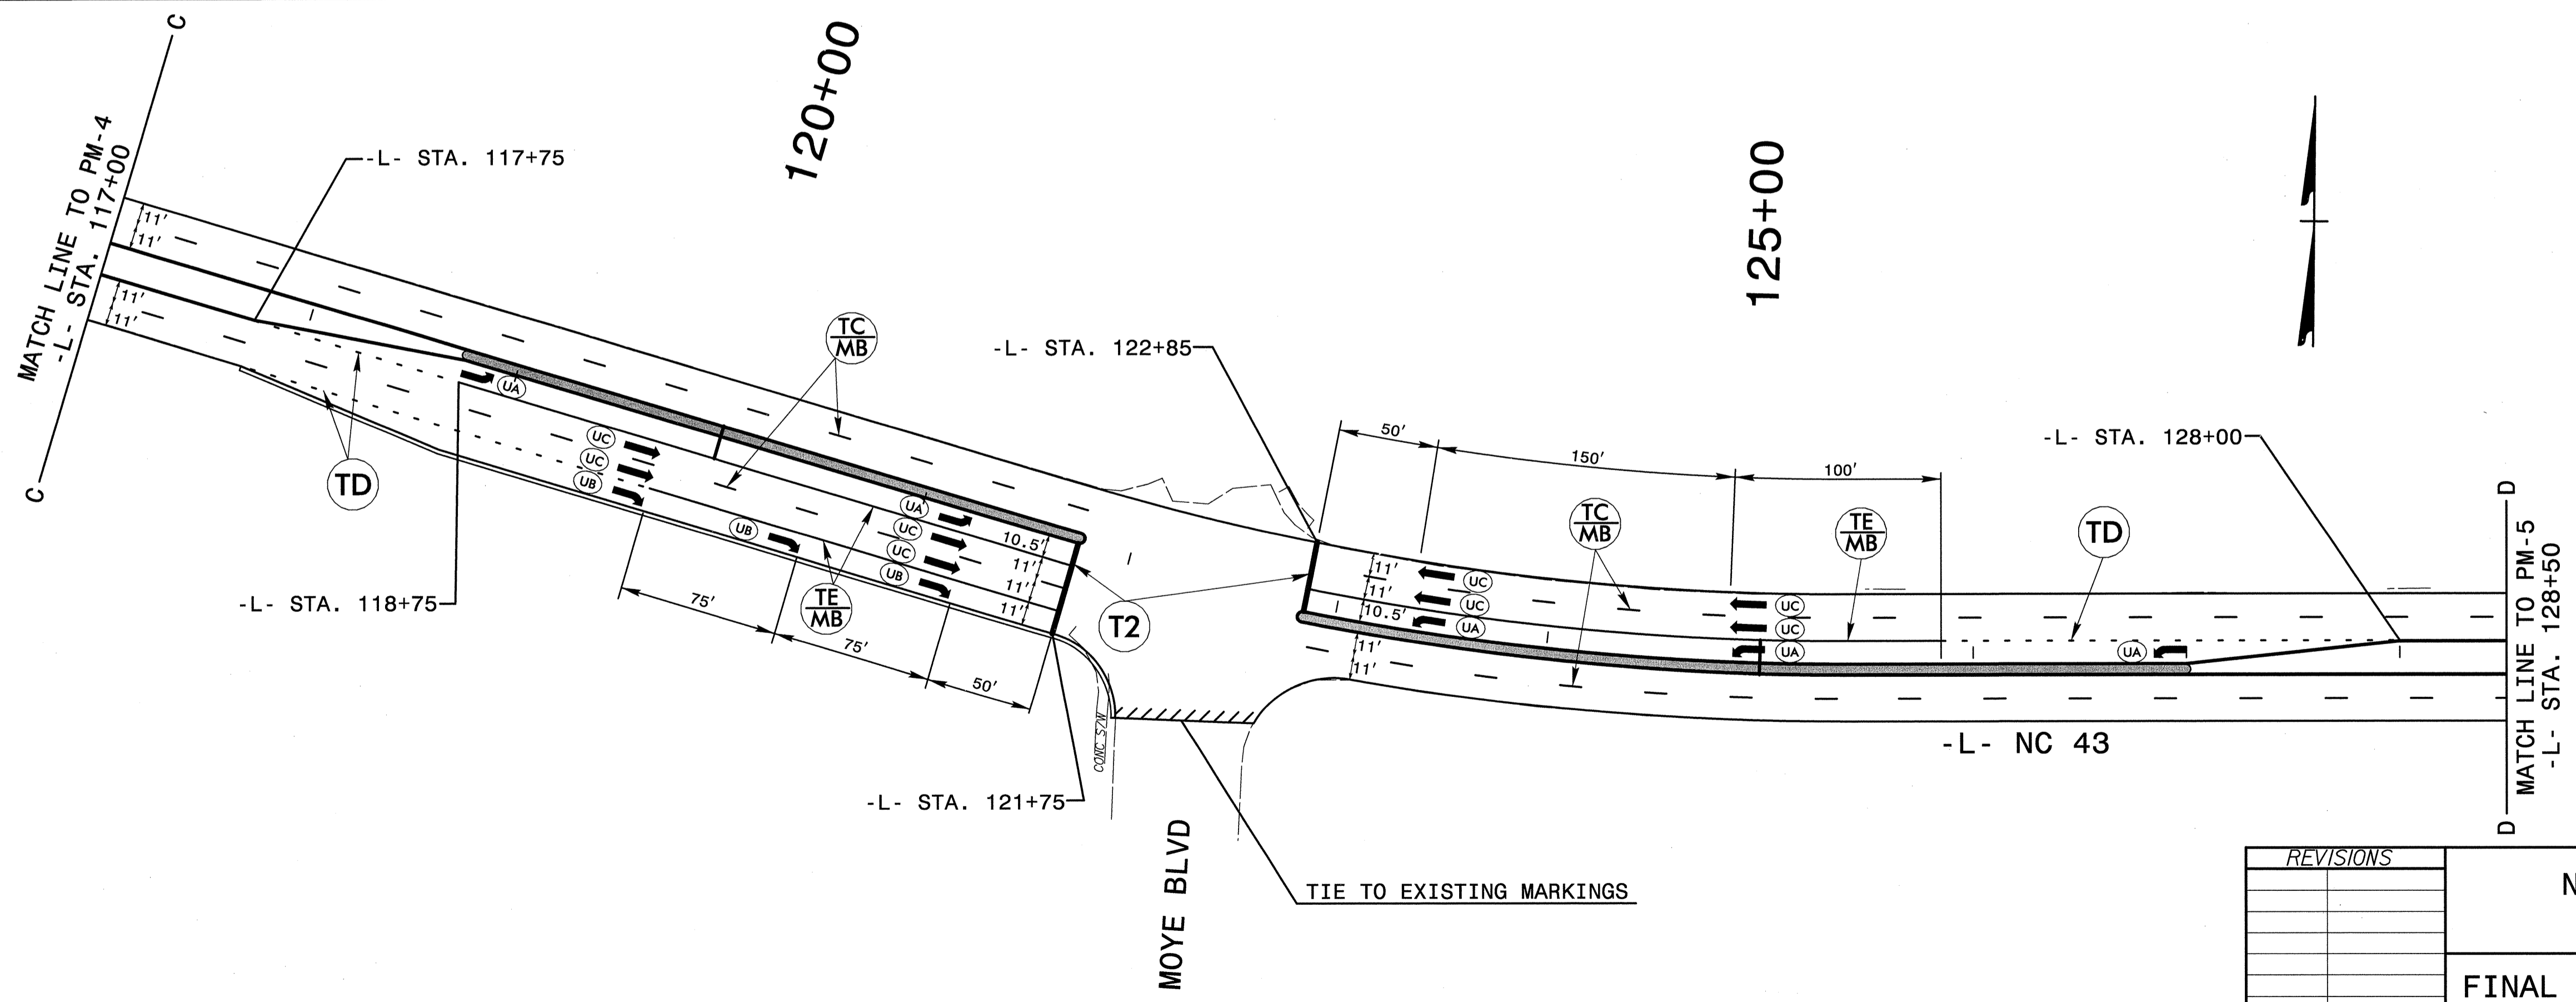 C
MATCH LINE TO PM-4
-L- STA. 117+00
C
11'
11'
11'
11'
-L- STA. 117+75
120+00
TC
MB
UA
UC
UC
UB
TD
-L- STA. 118+75
UB
UA
UC
UC
UB
TE
MB
75'
75'
50'
10.5'
11'
11'
11'
-L- STA. 121+75
CONC S/W
MOYE BLVD
T2
TIE TO EXISTING MARKINGS
-L- STA. 122+85
50'
150'
100'
125+00
11'
11'
10.5'
11'
11'
UC
UC
UA
TC
MB
UC
UC
UA
TE
MB
TD
UA
-L- STA. 128+00
-L- NC 43
D
MATCH LINE TO PM-5
-L- STA. 128+50
D
REVISIONS
N
FINAL